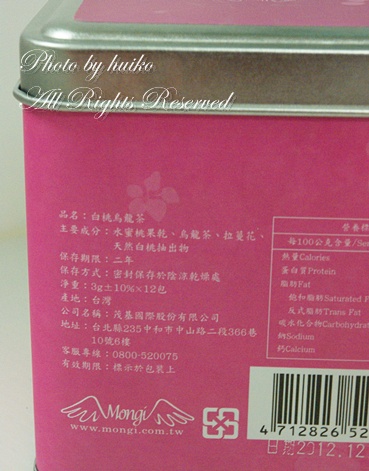 Photo by huiko
All Rights Reserved
品名：白桃烏龍茶
主要成分：水蜜桃果乾、烏龍茶、拉蔓花、
天然白桃抽出物
保存期限：二年
保存方式：密封保存於陰涼乾燥處
淨重：3g±10%×12包
產地：台灣
公司：茂基國際股份有限公司
地址：台北縣235中和市中山路二段366巷
10號6樓
客服專線：0800-520075
有效期限：標示於包裝上
Mongi
www.mongi.com.tw
營養標
每100公克含量/Se
熱量Calories
蛋白質Protein
脂肪Fat
飽和脂肪Saturated F
反式脂肪Trans Fat
碳水化合物Carbohydrat
鈉Sodium
鈣Calcium
4 712826 52
日期2012.12